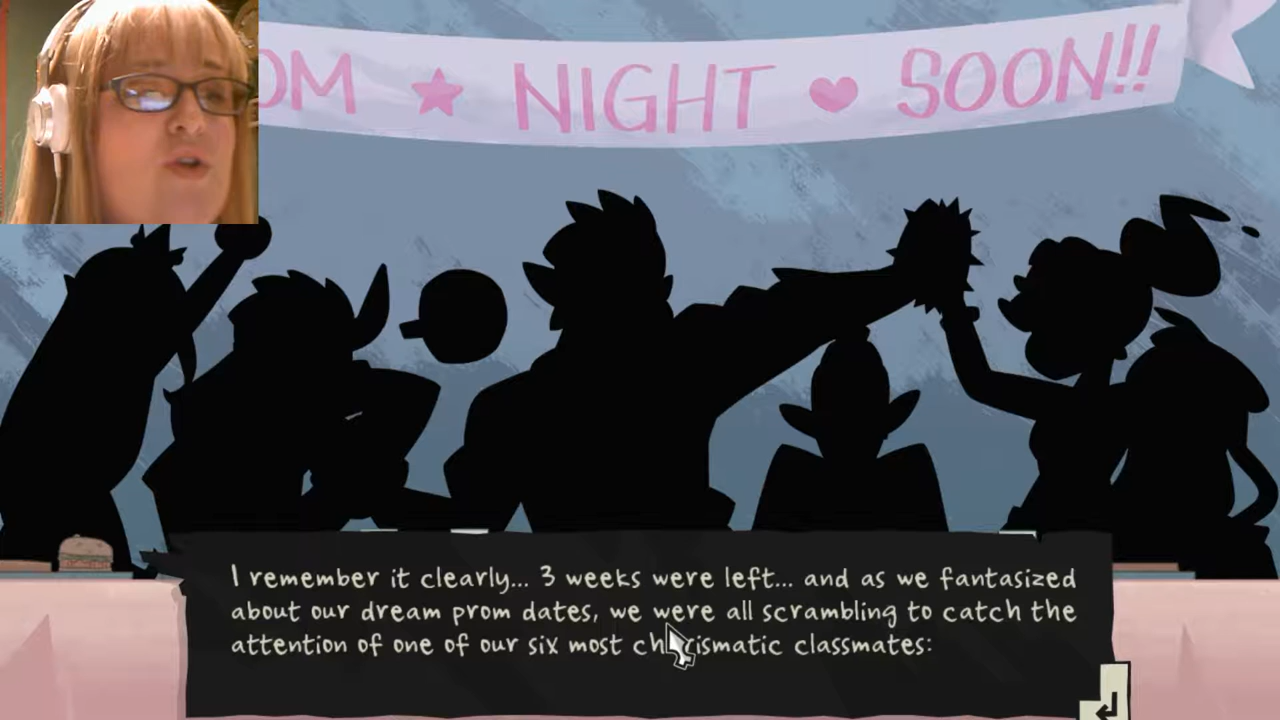 OM ★ NIGHT ♥ SOON!!
I remember it clearly... 3 weeks were left... and as we fantasized
about our dream prom dates, we were all scrambling to catch the
attention of one of our six most charismatic classmates: